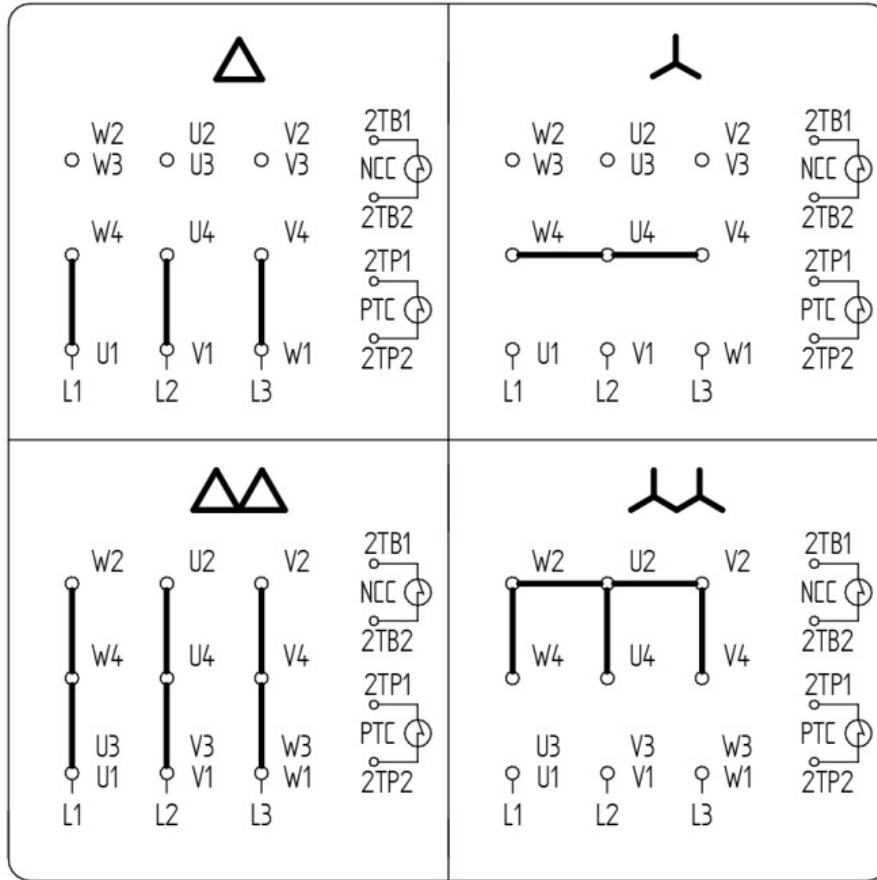 W2 U2 V2 2TB1
W3 U3 V3 NCC
2TB2
W4 U4 V4
2TP1
PTC
U1 V1 W1 2TP2
L1 L2 L3
W2 U2 V2 2TB1
W3 U3 V3 NCC
2TB2
W4 U4 V4
2TP1
PTC
U1 V1 W1 2TP2
L1 L2 L3
2TB1
W2 U2 V2
NCC
2TB2
W4 U4 V4
2TP1
U3 V3 W3 PTC
U1 V1 W1 2TP2
L1 L2 L3
2TB1
W2 U2 V2
NCC
2TB2
W4 U4 V4
2TP1
U3 V3 W3 PTC
U1 V1 W1 2TP2
L1 L2 L3